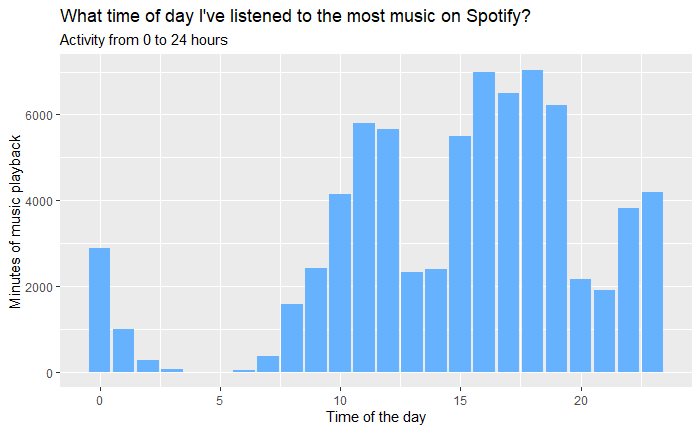 What time of day I've listened to the most music on Spotify?
Activity from 0 to 24 hours
Minutes of music playback
6000
4000
2000
0
0 5 10 15 20
Time of the day